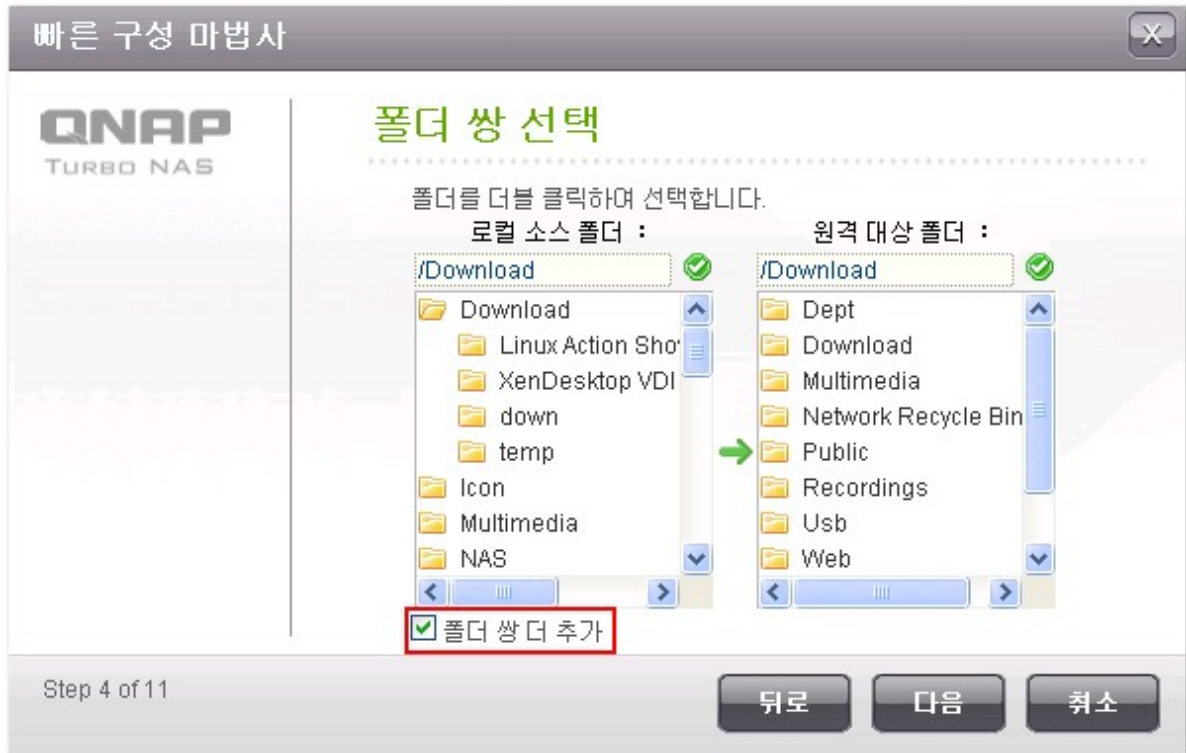 빠른 구성 마법사
X
QNAP
TURBO NAS
폴더 쌍 선택
폴더를 더블 클릭하여 선택합니다.
로컬 소스 폴더 :
원격 대상 폴더 :
/Download
/Download
Download
Linux Action Sho
XenDesktop VDI
down
temp
Icon
Multimedia
NAS
Dept
Download
Multimedia
Network Recycle Bin
Public
Recordings
Usb
Web
폴더 쌍 더 추가
Step 4 of 11
뒤로
다음
취소